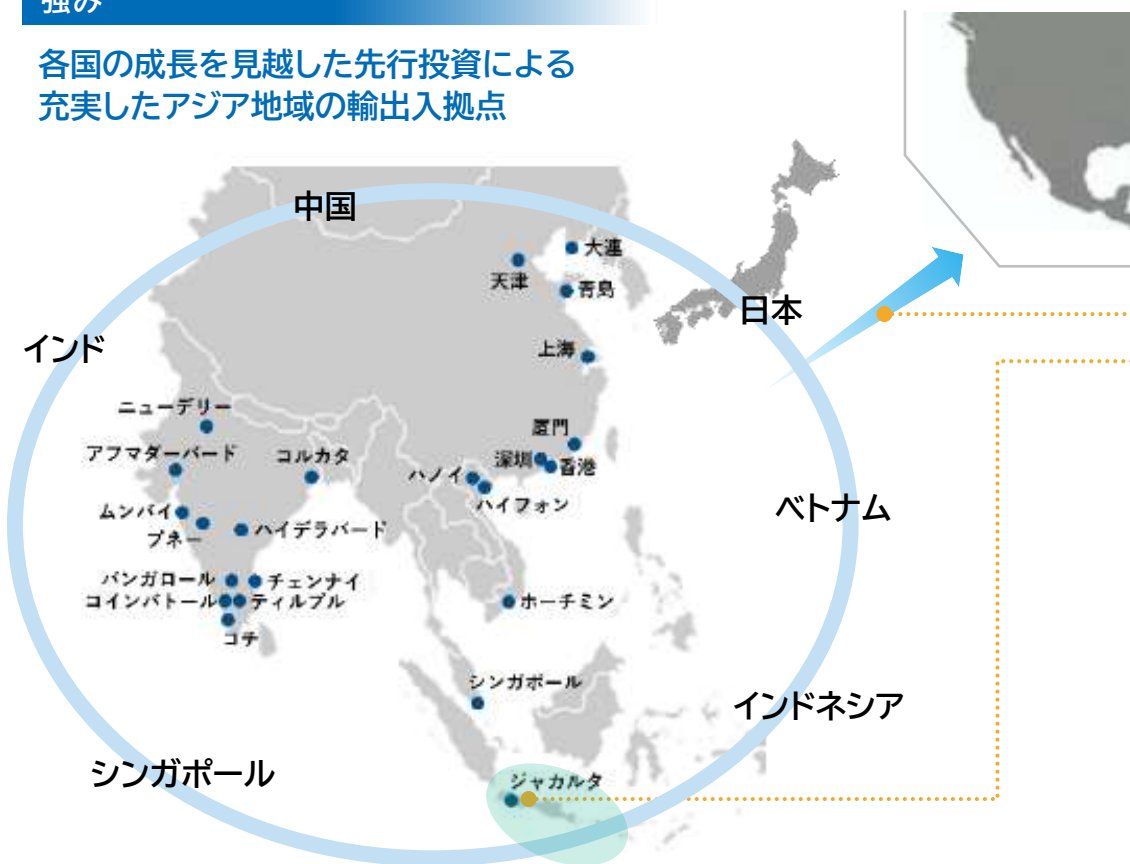 強み
各国の成長を見越した先行投資による
充実したアジア地域の輸出入拠点
中国
大連
天津
青島
日本
上海
インド
ニューデリー
厦門
アフマダーバード
コルカタ
深圳
香港
ハノイ
ハイフォン
ムンバイ
プネー
ハイデラバード
ベトナム
バンガロール
チェンナイ
コインバトール
ティルプル
ホーチミン
コチ
シンガポール
インドネシア
シンガポール
ジャカルタ